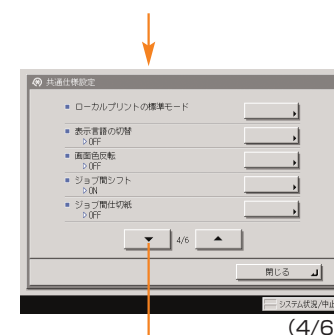 共通仕様設定
■ ローカルプリントの標準モード
■ 表示言語の切替
▷ OFF
■ 画面色反転
▷ OFF
■ ジョブ間シフト
▷ ON
■ ジョブ間仕切紙
▷ OFF
▼ 4/6 ▲
閉じる
システム状況/中止
(4/6